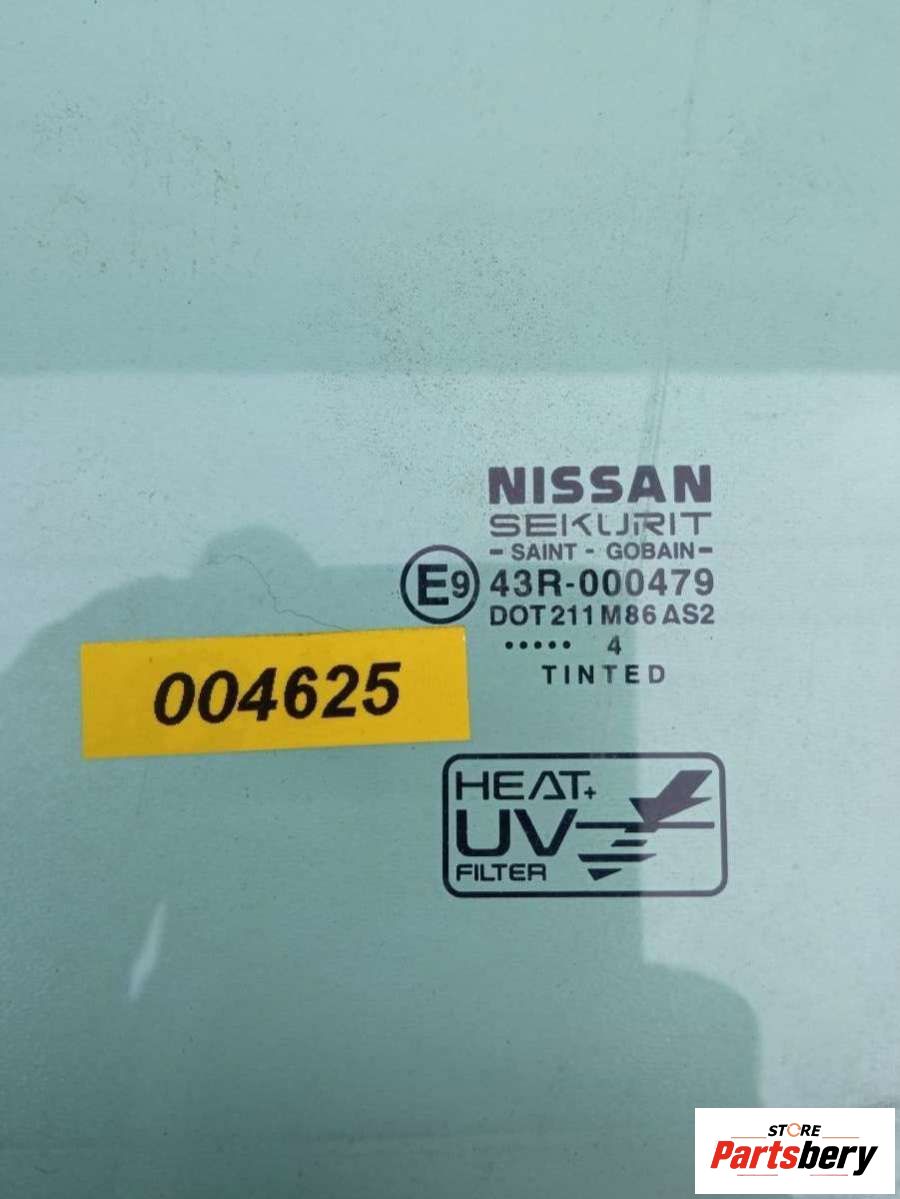 NISSAN
SEKURIT
- SAINT - GOBAIN -
E9 43R-000479
DOT 211 M86 AS2
..... 4
TINTED
004625
HEAT+
UV
FILTER
STORE
Partsbery